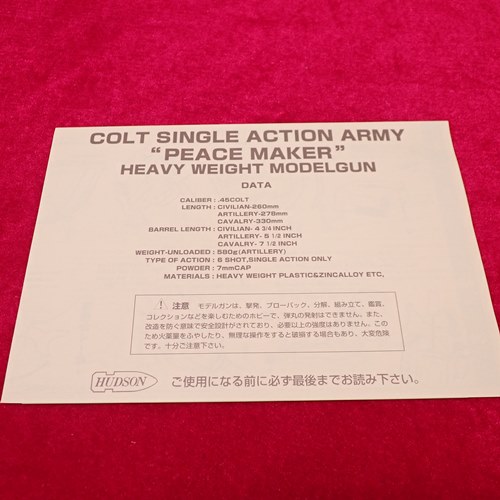 COLT SINGLE ACTION ARMY
"PEACE MAKER"
HEAVY WEIGHT MODELGUN
DATA
CALIBER : .45COLT
LENGTH : CIVILIAN-260mm
ARTILLERY-279mm
CAVALRY-330mm
BARREL LENGTH : CIVILIAN- 4 3/4 INCH
ARTILLERY- 5 1/2 INCH
CAVALRY- 7 1/2 INCH
WEIGHT-UNLOADED : 580g(ARTILLERY)
TYPE OF ACTION : 6 SHOT,SINGLE ACTION ONLY
POWDER : 7mmCAP
MATERIALS : HEAVY WEIGHT PLASTIC&ZINCALLOY ETC,
! 注意 モデルガンは、撃発、ブローバック、分解、組み立て、鑑賞、
コレクションなどを楽しむためのホビーで、弾丸の発射はできません。また、
改造を防ぐ意味で安全設計がされており、必要以上の強度はありません。この
ため火薬量をふやしたり、無理な操作をすると破損する場合もあり、大変危険
です。十分ご注意下さい。
HUDSON ご使用になる前に必ず最後までお読み下さい。